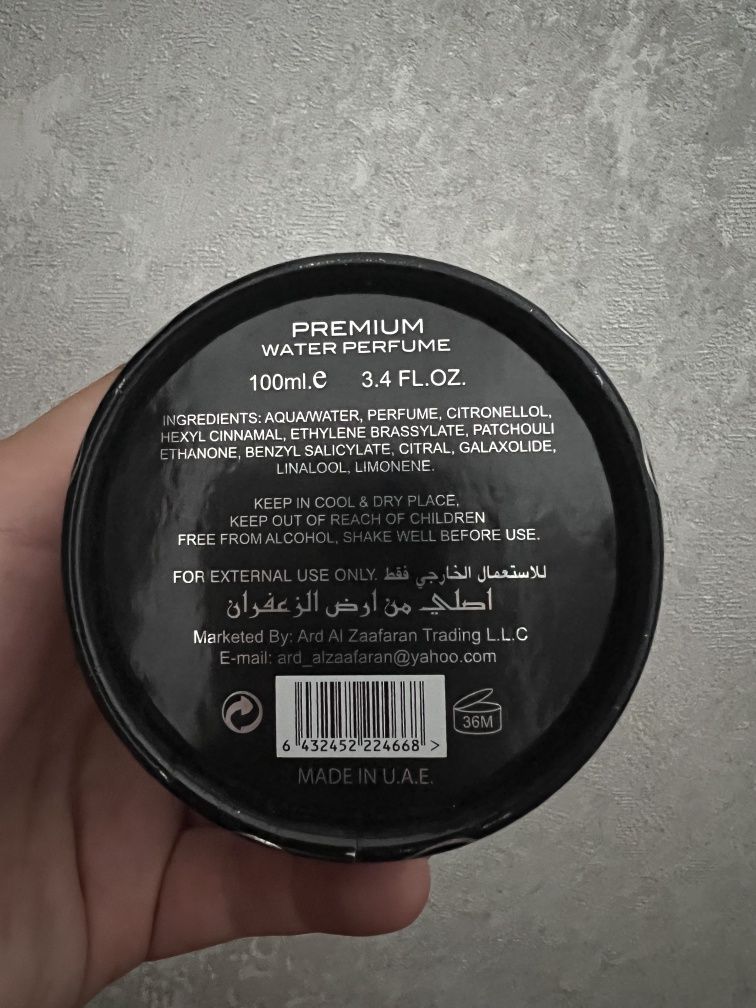 PREMIUM
WATER PERFUME
100ml.e 3.4 FL.OZ.
INGREDIENTS: AQUA/WATER, PERFUME, CITRONELLOL,
HEXYL CINNAMAL, ETHYLENE BRASSYLATE, PATCHOULI
ETHANONE, BENZYL SALICYLATE, CITRAL, GALAXOLIDE,
LINALOOL, LIMONENE.
KEEP IN COOL & DRY PLACE,
KEEP OUT OF REACH OF CHILDREN
FREE FROM ALCOHOL, SHAKE WELL BEFORE USE.
FOR EXTERNAL USE ONLY. للاستعمال الخارجي فقط
اصلي من ارض الزعفران
Marketed By: Ard Al Zaafaran Trading L.L.C
E-mail: ard_alzaafaran@yahoo.com
36M
6 432452 224668 >
MADE IN U.A.E.